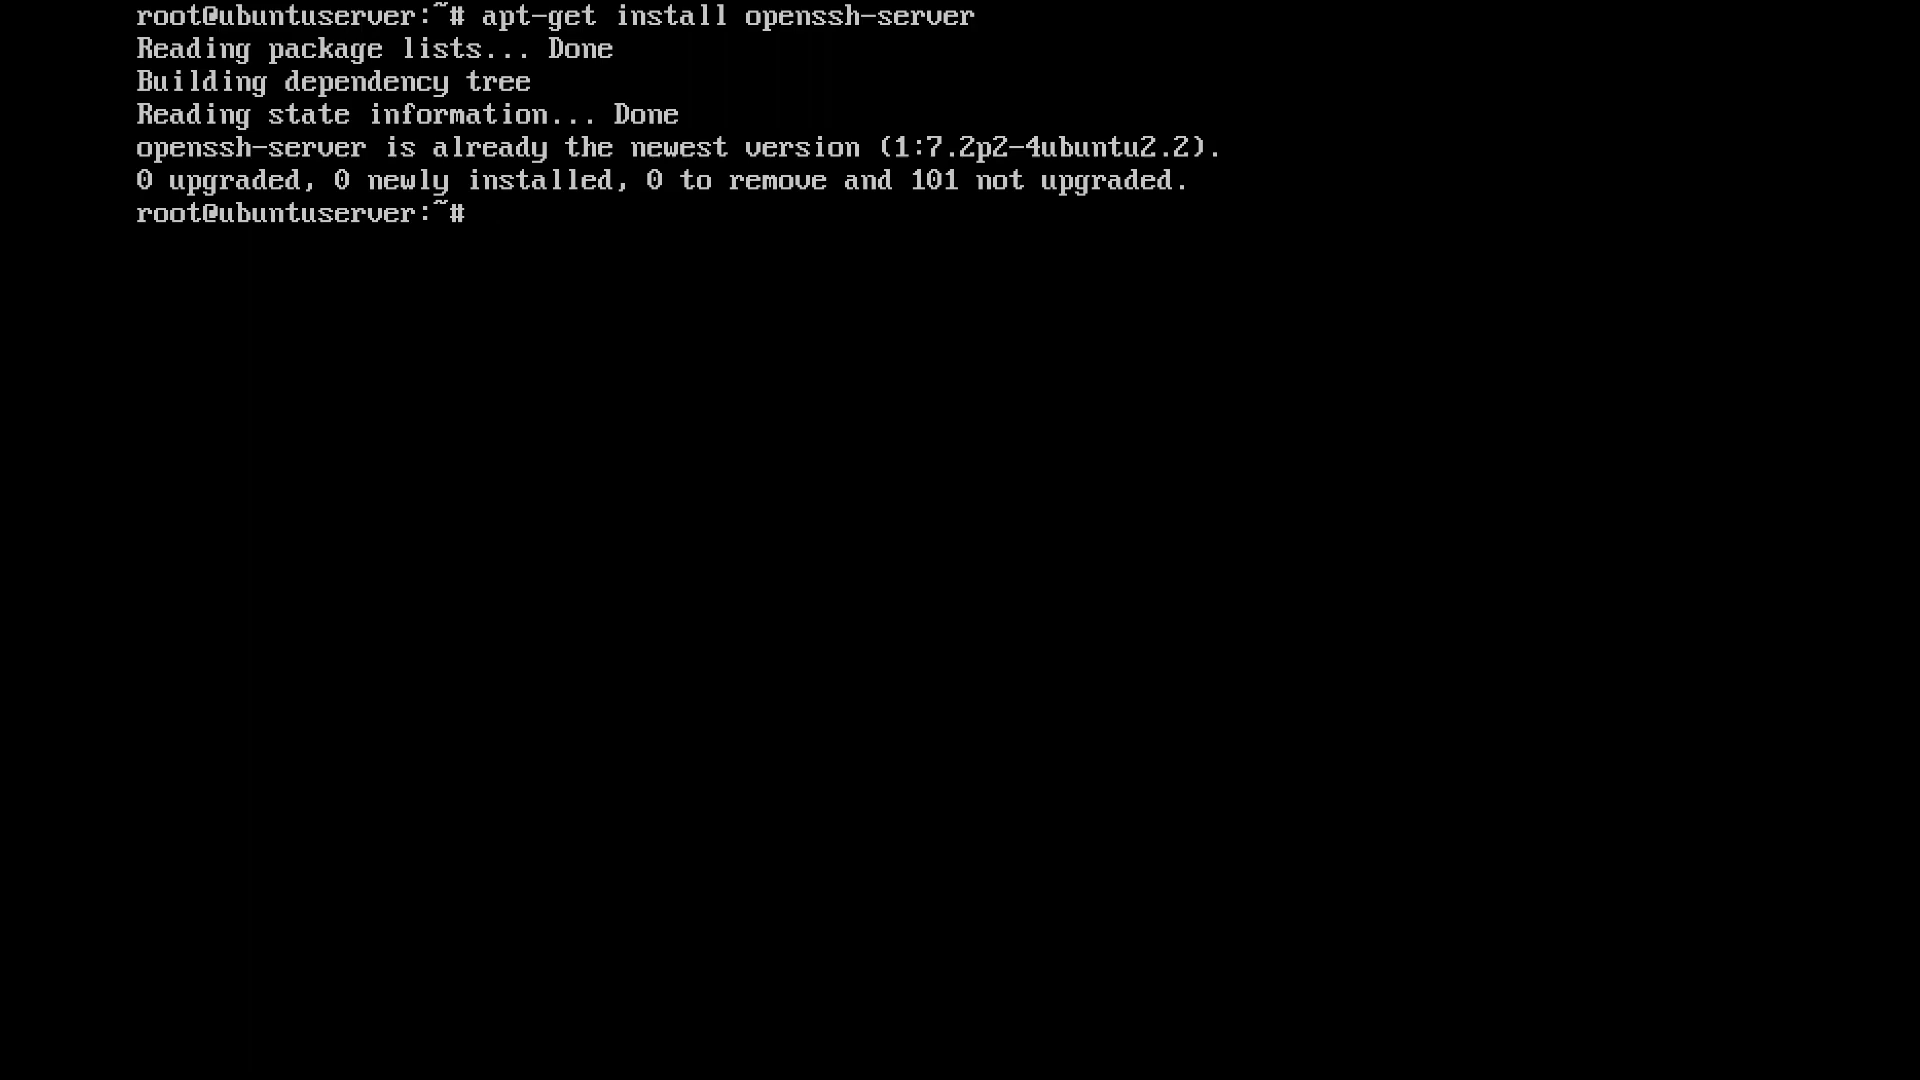 root@ubuntuserver:~# apt-get install openssh-server
Reading package lists... Done
Building dependency tree
Reading state information... Done
openssh-server is already the newest version (1:7.2p2-4ubuntu2.2).
0 upgraded, 0 newly installed, 0 to remove and 101 not upgraded.
root@ubuntuserver:~#